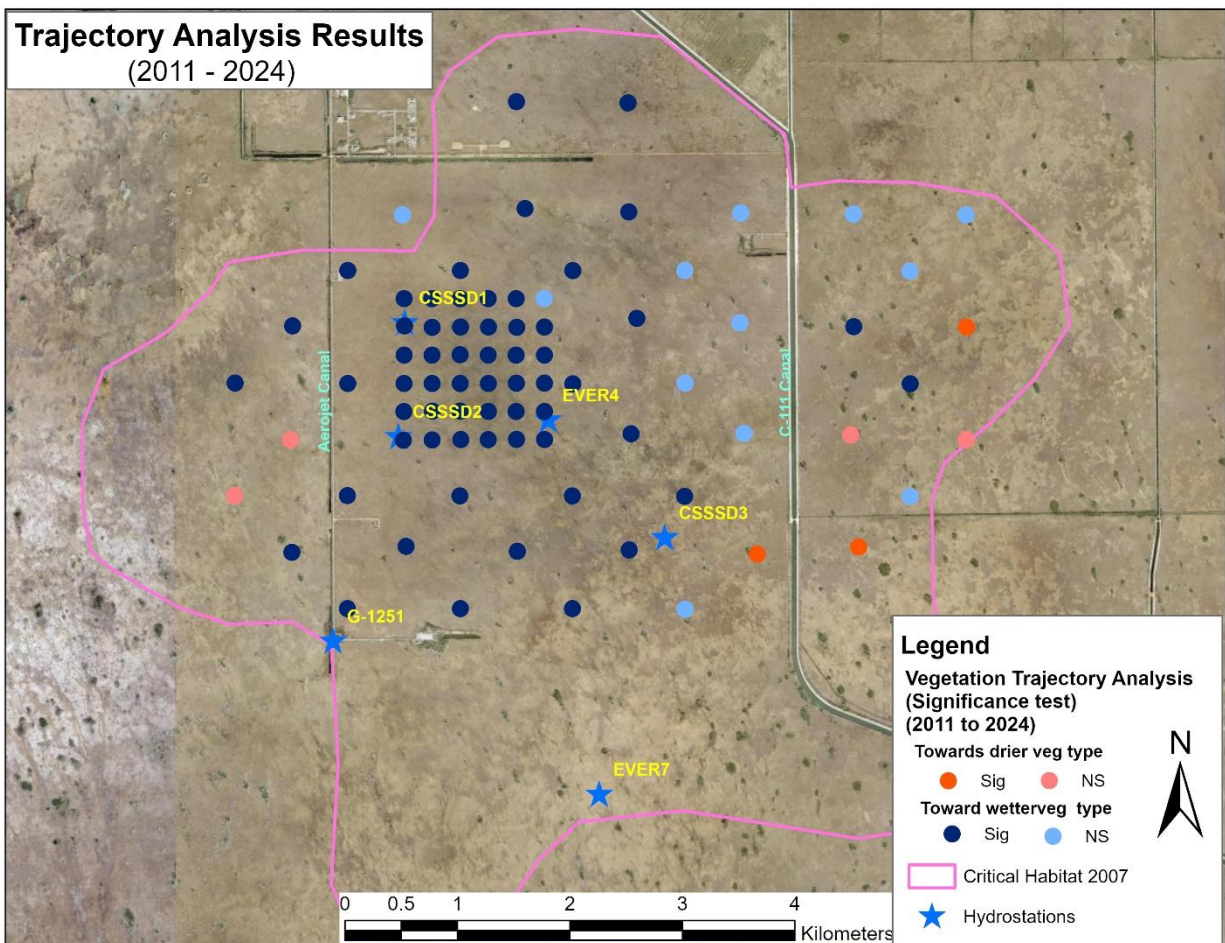 Trajectory Analysis Results
(2011 - 2024)
CSSSD1
Aerojet Canal
CSSSD2
EVER4
C-111 Canal
CSSSD3
G-1251
EVER7
Legend
Vegetation Trajectory Analysis
(Significance test)
(2011 to 2024)
Towards drier veg type
Sig NS
Toward wetterveg type
Sig NS
Critical Habitat 2007
Hydrostations
N
0 0.5 1 2 3 4
Kilometers